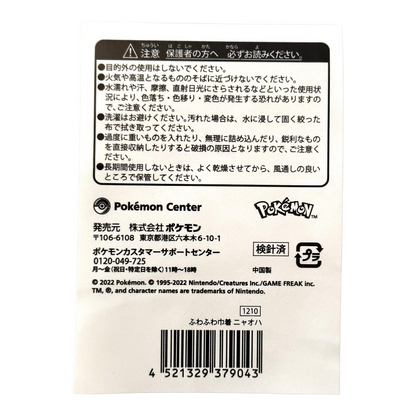 ⚠注意 保護者の方へ 必ずお読みください。
●目的外の使用はしないでください。
●火気や高温となるもののそばに近づけないでください。
●水濡れや汗、摩擦、直射日光にさらされるなどといった使用状
況により、色落ち・色移り・変色が発生する恐れがありますの
で、ご注意ください。
●洗濯はお避けください。汚れた場合は、水に浸して固く絞った
布で拭き取ってください。
●過度に重いものを入れたり、無理に詰め込んだり、鋭利なもの
を直接収納したりすると破損の原因となりますので、ご注意
ください。
●長期間使用しないときは、よく乾燥させてから、風通しの良い
ところで保管してください。
Pokémon Center
POKéMON™
発売元 株式会社ポケモン
〒106-6108 東京都港区六本木6-10-1
ポケモンカスタマーサポートセンター
0120-049-725
月〜金(祝日・特定日を除く)11時〜18時
検針済
プラ
中国製
©2022 Pokémon. ©1995-2022 Nintendo/Creatures Inc./GAME FREAK inc.
TM, ®, and character names are trademarks of Nintendo.
1210
ふわふわ巾着 ニャオハ
4 521329 379043